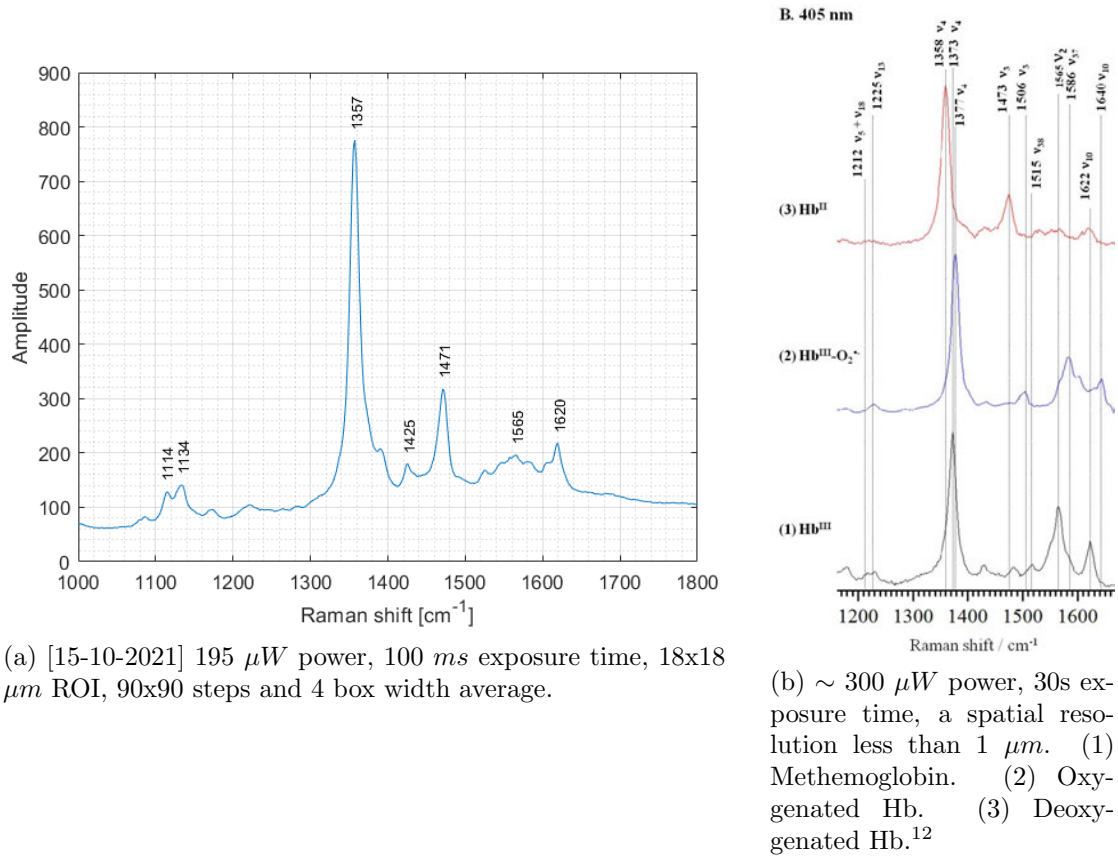 900
800
700
600
500
400
300
200
100
0
Amplitude
1114
1134
1357
1425
1471
1565
1620
1000 1100 1200 1300 1400 1500 1600 1700 1800
Raman shift [cm⁻¹]
(a) [15-10-2021] 195 μW power, 100 ms exposure time, 18x18
μm ROI, 90x90 steps and 4 box width average.
B. 405 nm
1212 ν₅ + ν₁₈
1225 ν₁₃
1358 ν₄
1373 ν₄
1377 ν₄
1473 ν₃
1506 ν₃
1515 ν₃₈
1565 ν₂
1586 ν₃₇
1622 ν₁₀
1640 ν₁₀
(3) Hbᴵᴵ
(2) Hbᴵᴵᴵ-O₂•-
(1) Hbᴵᴵᴵ
1200 1300 1400 1500 1600
Raman shift / cm⁻¹
(b) ∼ 300 μW power, 30s ex-
posure time, a spatial reso-
lution less than 1 μm. (1)
Methemoglobin. (2) Oxy-
genated Hb. (3) Deoxy-
genated Hb.¹²